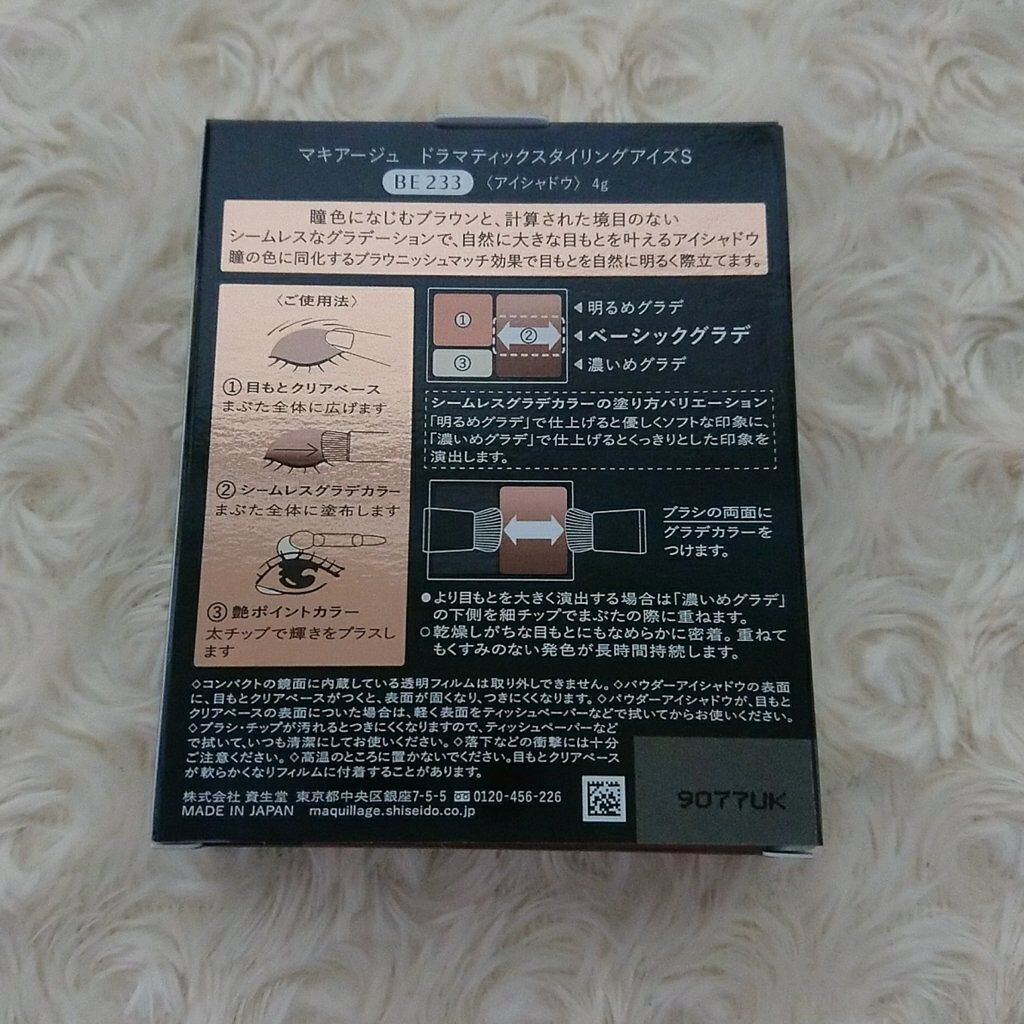 マキアージュ ドラマティックスタイリングアイズS
BE 233 〈アイシャドウ〉 4g
瞳色になじむブラウンと、計算された境目のない
シームレスなグラデーションで、自然に大きな目もとを叶えるアイシャドウ
瞳の色に同化するブラウニッシュマッチ効果で目もとを自然に明るく際立てます。
〈ご使用法〉
①目もとクリアベース
まぶた全体に広げます
②シームレスグラデカラー
まぶた全体に塗布します
③艶ポイントカラー
太チップで輝きをプラスし
ます
①
②
③
◀明るめグラデ
◀ベーシックグラデ
◀濃いめグラデ
シームレスグラデカラーの塗り方バリエーション
「明るめグラデ」で仕上げると優しくソフトな印象に、
「濃いめグラデ」で仕上げるとくっきりとした印象を
演出します。
ブラシの両面に
グラデカラーを
つけます。
●より目もとを大きく演出する場合は「濃いめグラデ」
の下側を細チップでまぶたの際に重ねます。
○乾燥しがちな目もとにもなめらかに密着。重ねて
もくすみのない発色が長時間持続します。
◇コンパクトの鏡面に内蔵している透明フィルムは取り外しできません。◇パウダーアイシャドウの表面
に、目もとクリアベースがつくと、表面が固くなり、つきにくくなります。◇パウダーアイシャドウが、目もと
クリアベースの表面についた場合は、軽く表面をティッシュペーパーなどで拭いてからお使いください。
◇ブラシ・チップが汚れるとつきにくくなりますので、ティッシュペーパーなど
で拭いて、いつも清潔にしてお使いください。◇落下などの衝撃には十分
ご注意ください。◇高温のところに置かないでください。目もとクリアベース
が軟らかくなりフィルムに付着することがあります。
株式会社 資生堂 東京都中央区銀座7-5-5 0120-456-226
MADE IN JAPAN maquillage.shiseido.co.jp
9077UK